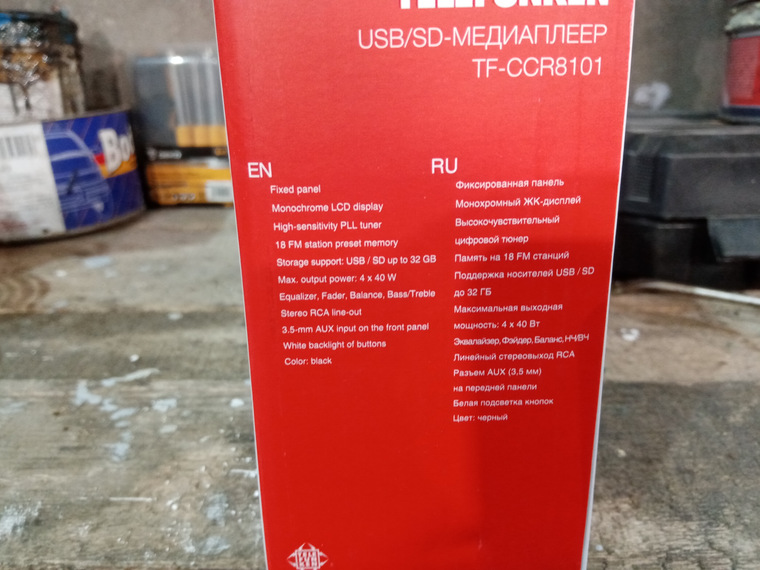 TELEFUNKEN
USB/SD-МЕДИАПЛЕЕР
TF-CCR8101
EN
Fixed panel
Monochrome LCD display
High-sensitivity PLL tuner
18 FM station preset memory
Storage support: USB / SD up to 32 GB
Max. output power: 4 x 40 W
Equalizer, Fader, Balance, Bass/Treble
Stereo RCA line-out
3.5-mm AUX input on the front panel
White backlight of buttons
Color: black
RU
Фиксированная панель
Монохромный ЖК-дисплей
Высокочувствительный
цифровой тюнер
Память на 18 FM станций
Поддержка носителей USB / SD
до 32 ГБ
Максимальная выходная
мощность: 4 x 40 Вт
Эквалайзер, Фэйдер, Баланс, НЧ/ВЧ
Линейный стереовыход RCA
Разъем AUX (3,5 мм)
на передней панели
Белая подсветка кнопок
Цвет: черный
Bo